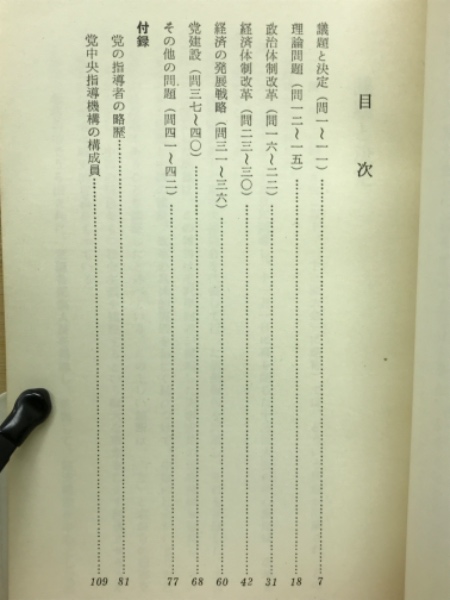 目次
議題と決定(問一〜一一)……7
理論問題(問一二〜一五)……18
政治体制改革(問一六〜二二)……31
経済体制改革(問二三〜三〇)……42
経済の発展戦略(問三一〜三六)……60
党建設(問三七〜四〇)……68
その他の問題(問四一〜四二)……77
付録
党の指導者の略歴……81
党中央指導機構の構成員……109